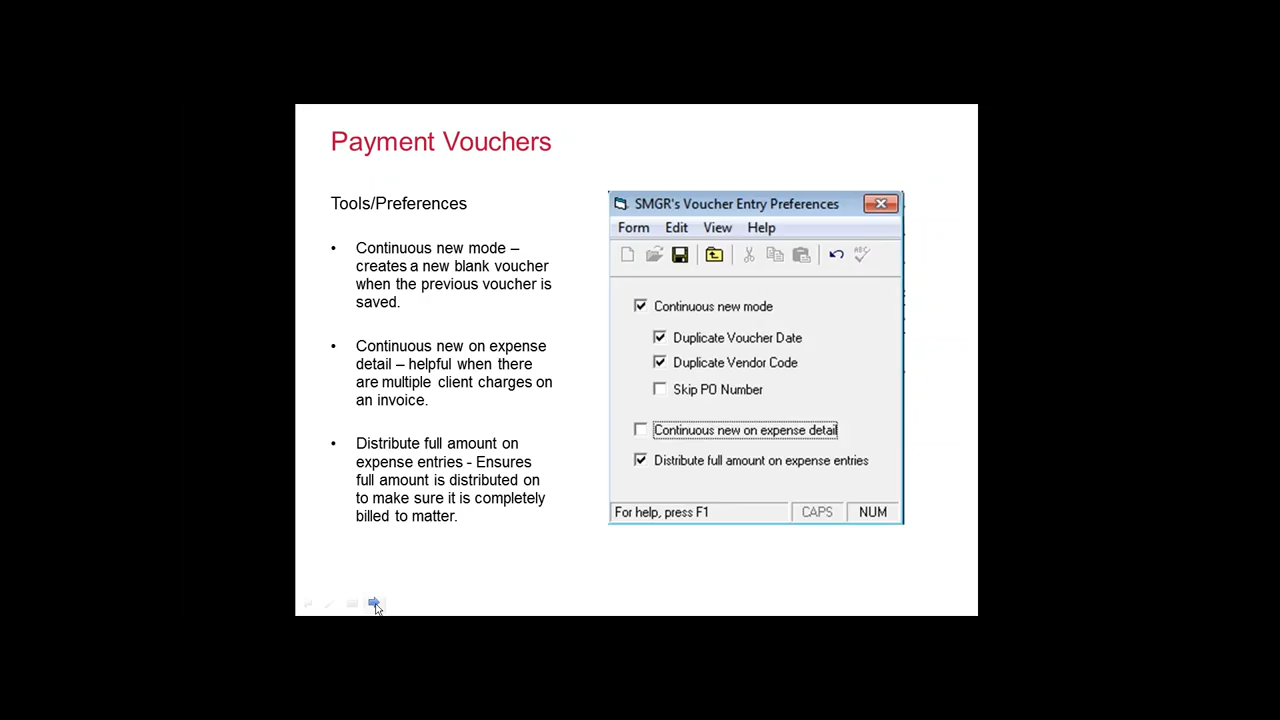 Payment Vouchers
Tools/Preferences
• Continuous new mode –
creates a new blank voucher
when the previous voucher is
saved.
• Continuous new on expense
detail – helpful when there
are multiple client charges on
an invoice.
• Distribute full amount on
expense entries - Ensures
full amount is distributed on
to make sure it is completely
billed to matter.
SMGR's Voucher Entry Preferences
Form Edit View Help
ABC
Continuous new mode
Duplicate Voucher Date
Duplicate Vendor Code
Skip PO Number
Continuous new on expense detail
Distribute full amount on expense entries
For help, press F1 CAPS NUM